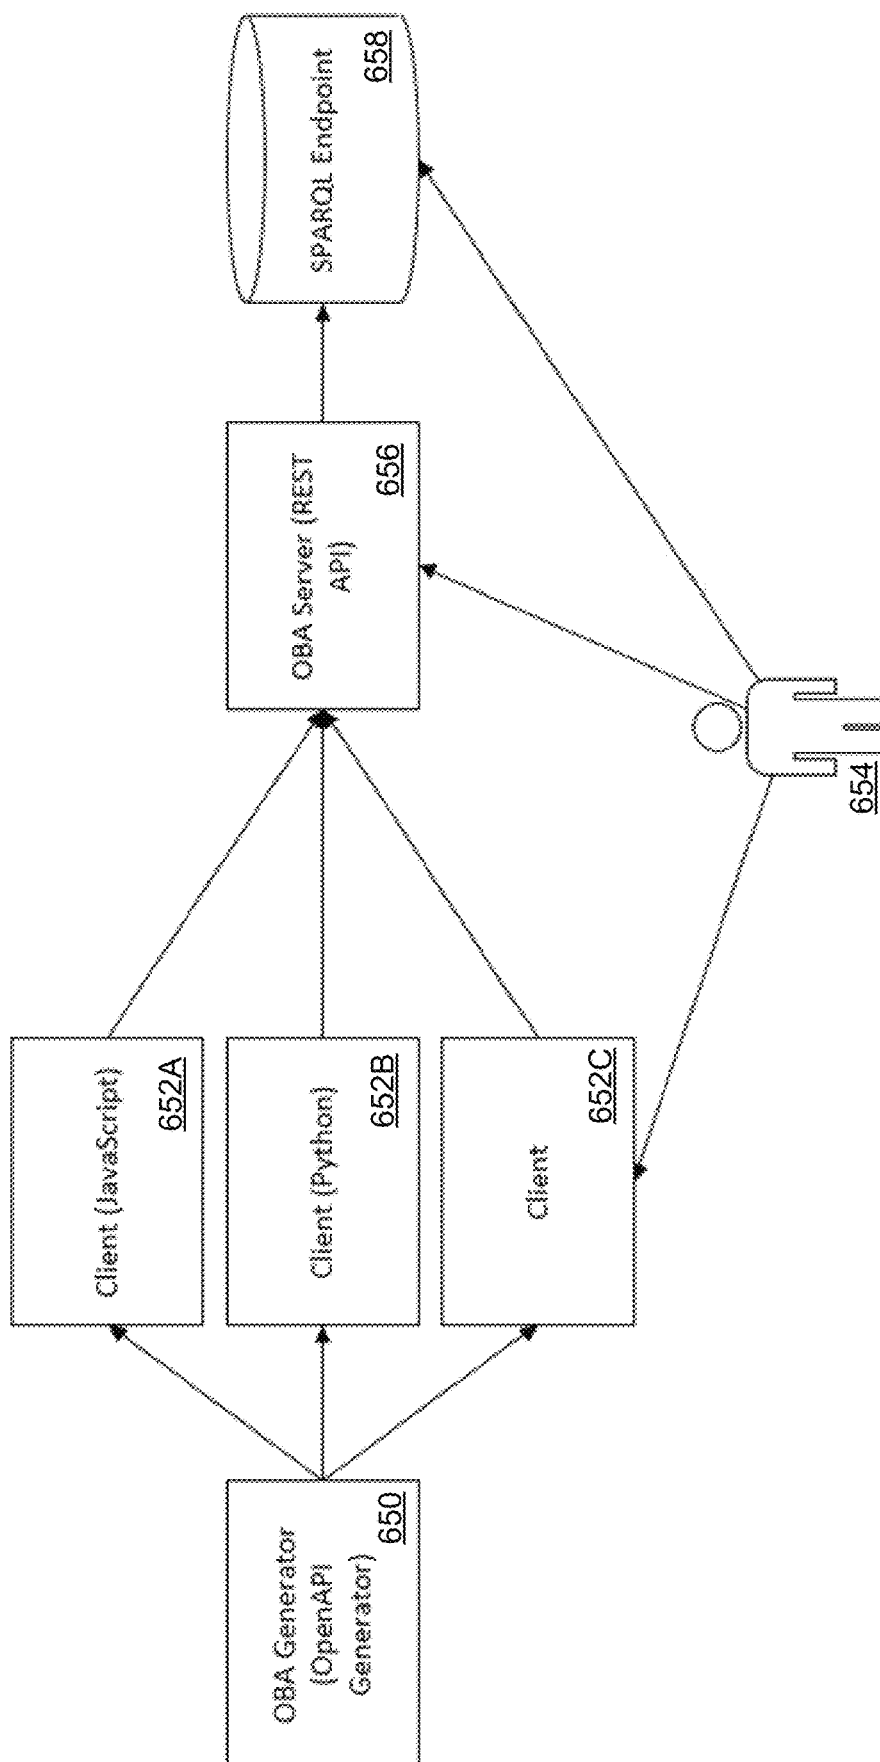 OBA Generator
(OpenAPI
Generator)
650
Client (JavaScript)
652A
Client (Python)
652B
Client
652C
OBA Server (REST
API)
656
SPARQL Endpoint
658
654